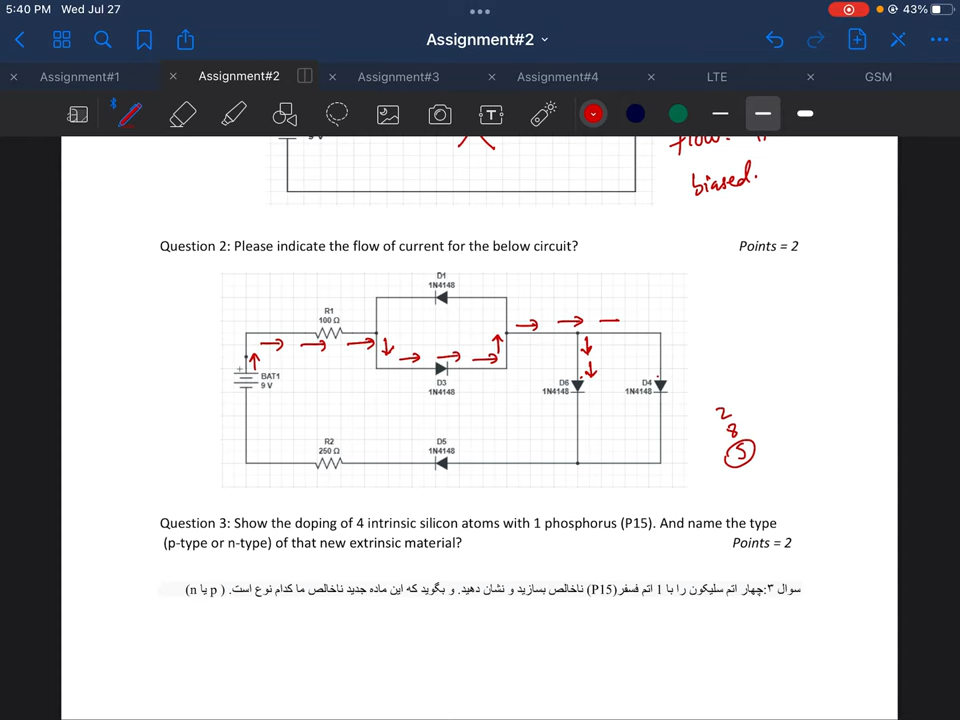 5:40 PM Wed Jul 27
43%
Assignment#2
Assignment#1
Assignment#2
Assignment#3
Assignment#4
LTE
GSM
T
9 V
flow.
biased.
Question 2: Please indicate the flow of current for the below circuit?
Points = 2
D1
1N4148
R1
100 Ω
+
BAT1
9 V
D3
1N4148
D6
1N4148
D4
1N4148
R2
250 Ω
D5
1N4148
2
8
5
Question 3: Show the doping of 4 intrinsic silicon atoms with 1 phosphorus (P15). And name the type
(p-type or n-type) of that new extrinsic material?
Points = 2
سوال ۳:چهار اتم سلیکون را با 1 اتم فسفر(P15) ناخالص بسازید و نشان دهید. و بگوید که این ماده جدید ناخالص ما کدام نوع است. ( p یا n)